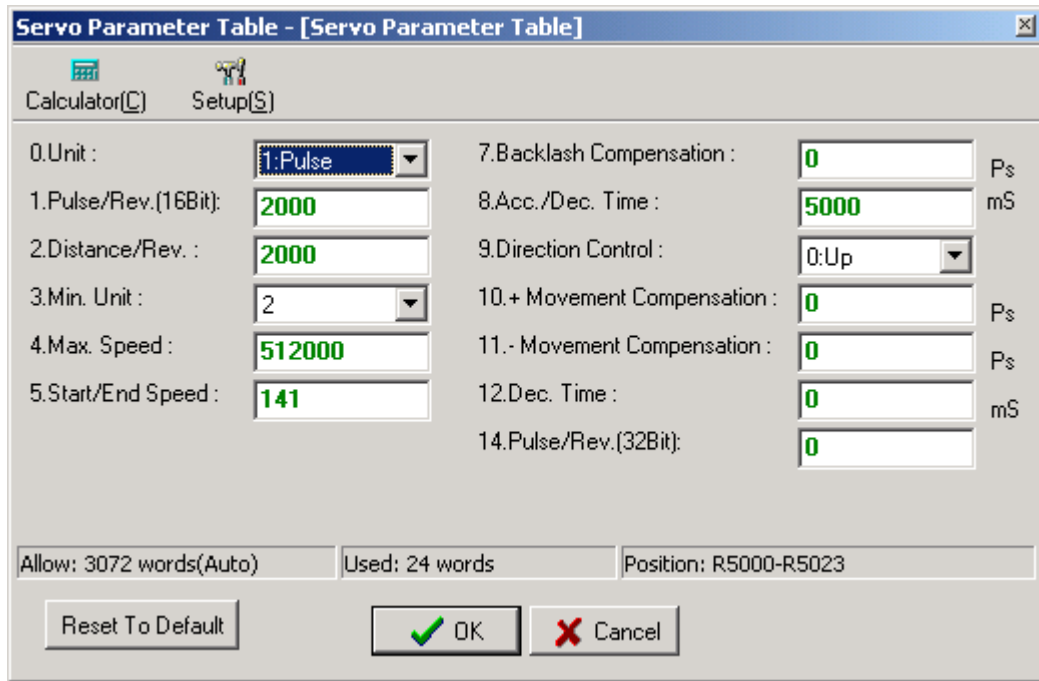 Servo Parameter Table - [Servo Parameter Table]
Calculator(C) Setup(S)
0.Unit : 1:Pulse
1.Pulse/Rev.(16Bit): 2000
2.Distance/Rev. : 2000
3.Min. Unit : 2
4.Max. Speed : 512000
5.Start/End Speed : 141
7.Backlash Compensation : 0 Ps
8.Acc./Dec. Time : 5000 mS
9.Direction Control : 0:Up
10.+ Movement Compensation : 0 Ps
11.- Movement Compensation : 0 Ps
12.Dec. Time : 0 mS
14.Pulse/Rev.(32Bit): 0
Allow: 3072 words(Auto) Used: 24 words Position: R5000-R5023
Reset To Default OK Cancel